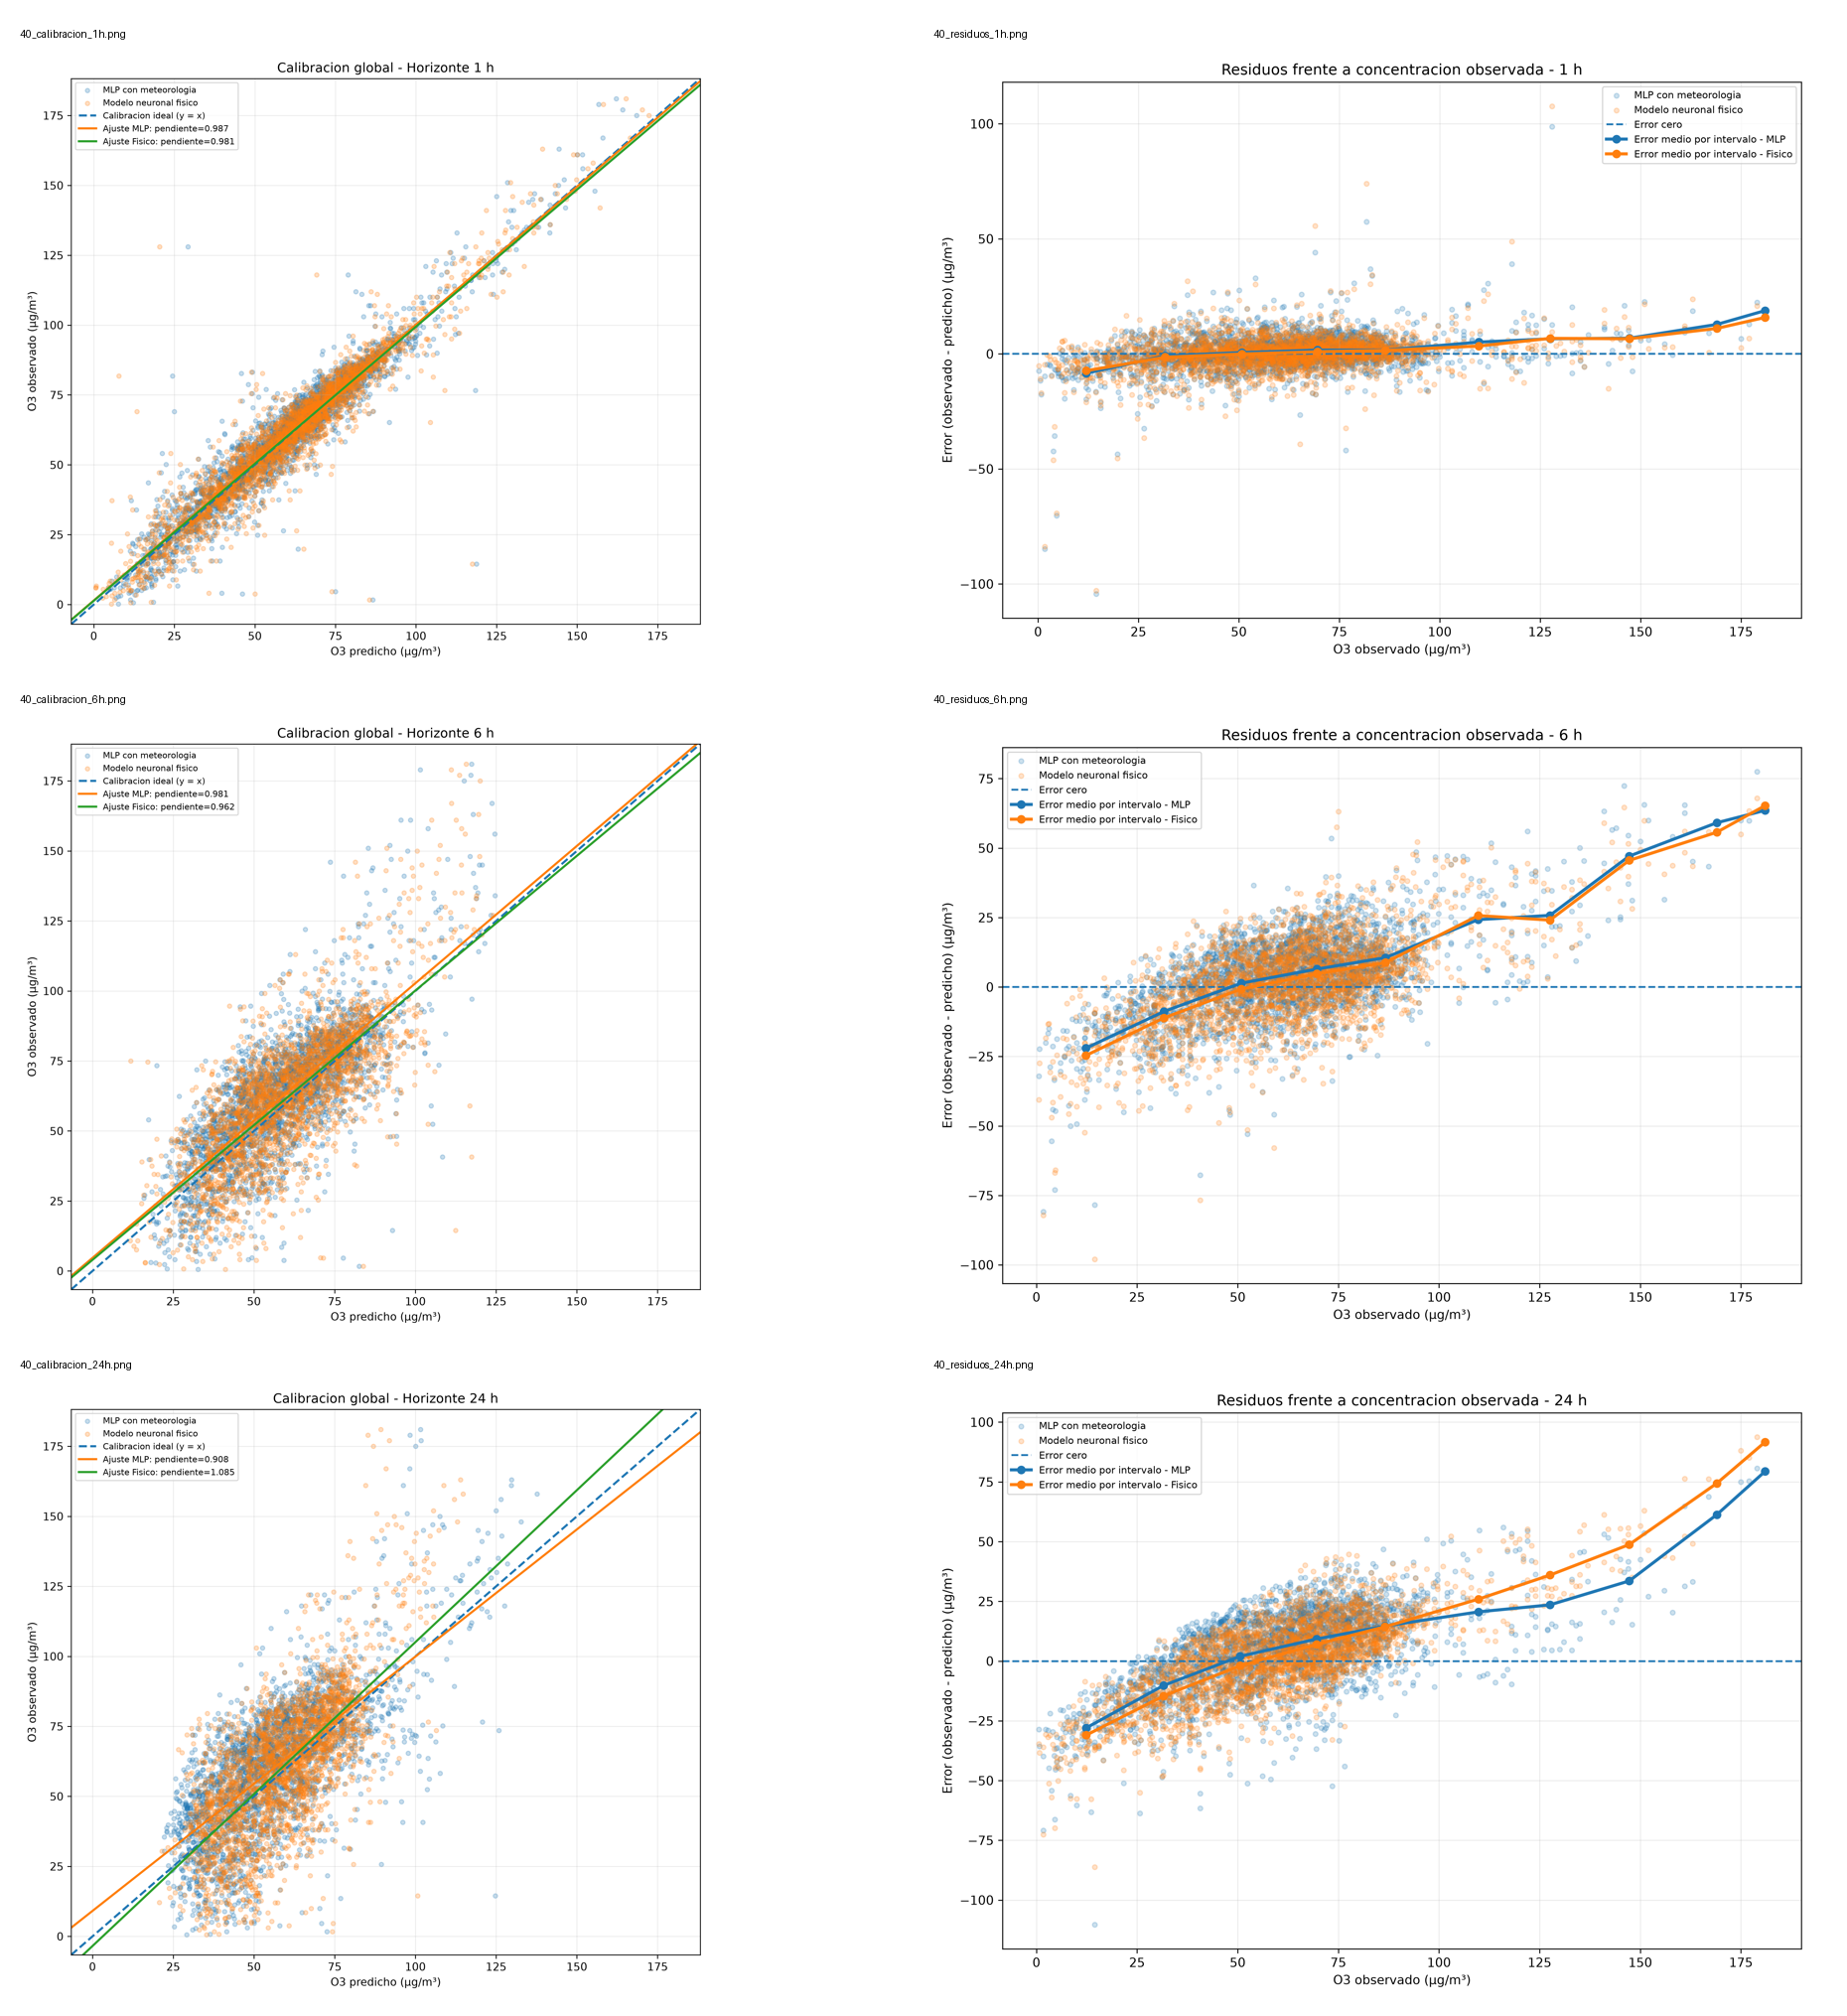 40_calibracion_1h.png
Calibracion global - Horizonte 1 h
MLP con meteorologia
Modelo neuronal fisico
Calibracion ideal (y = x)
Ajuste MLP: pendiente=0.987
Ajuste Fisico: pendiente=0.981
O3 observado (µg/m³)
175
150
125
100
75
50
25
0
0 25 50 75 100 125 150 175
O3 predicho (µg/m³)
40_residuos_1h.png
Residuos frente a concentracion observada - 1 h
MLP con meteorologia
Modelo neuronal fisico
Error cero
Error medio por intervalo - MLP
Error medio por intervalo - Fisico
Error (observado - predicho) (µg/m³)
100
50
0
−50
−100
0 25 50 75 100 125 150 175
O3 observado (µg/m³)
40_calibracion_6h.png
Calibracion global - Horizonte 6 h
MLP con meteorologia
Modelo neuronal fisico
Calibracion ideal (y = x)
Ajuste MLP: pendiente=0.981
Ajuste Fisico: pendiente=0.962
O3 observado (µg/m³)
175
150
125
100
75
50
25
0
0 25 50 75 100 125 150 175
O3 predicho (µg/m³)
40_residuos_6h.png
Residuos frente a concentracion observada - 6 h
MLP con meteorologia
Modelo neuronal fisico
Error cero
Error medio por intervalo - MLP
Error medio por intervalo - Fisico
Error (observado - predicho) (µg/m³)
75
50
25
0
−25
−50
−75
−100
0 25 50 75 100 125 150 175
O3 observado (µg/m³)
40_calibracion_24h.png
Calibracion global - Horizonte 24 h
MLP con meteorologia
Modelo neuronal fisico
Calibracion ideal (y = x)
Ajuste MLP: pendiente=0.908
Ajuste Fisico: pendiente=1.085
O3 observado (µg/m³)
175
150
125
100
75
50
25
0
0 25 50 75 100 125 150 175
O3 predicho (µg/m³)
40_residuos_24h.png
Residuos frente a concentracion observada - 24 h
MLP con meteorologia
Modelo neuronal fisico
Error cero
Error medio por intervalo - MLP
Error medio por intervalo - Fisico
Error (observado - predicho) (µg/m³)
100
75
50
25
0
−25
−50
−75
−100
0 25 50 75 100 125 150 175
O3 observado (µg/m³)